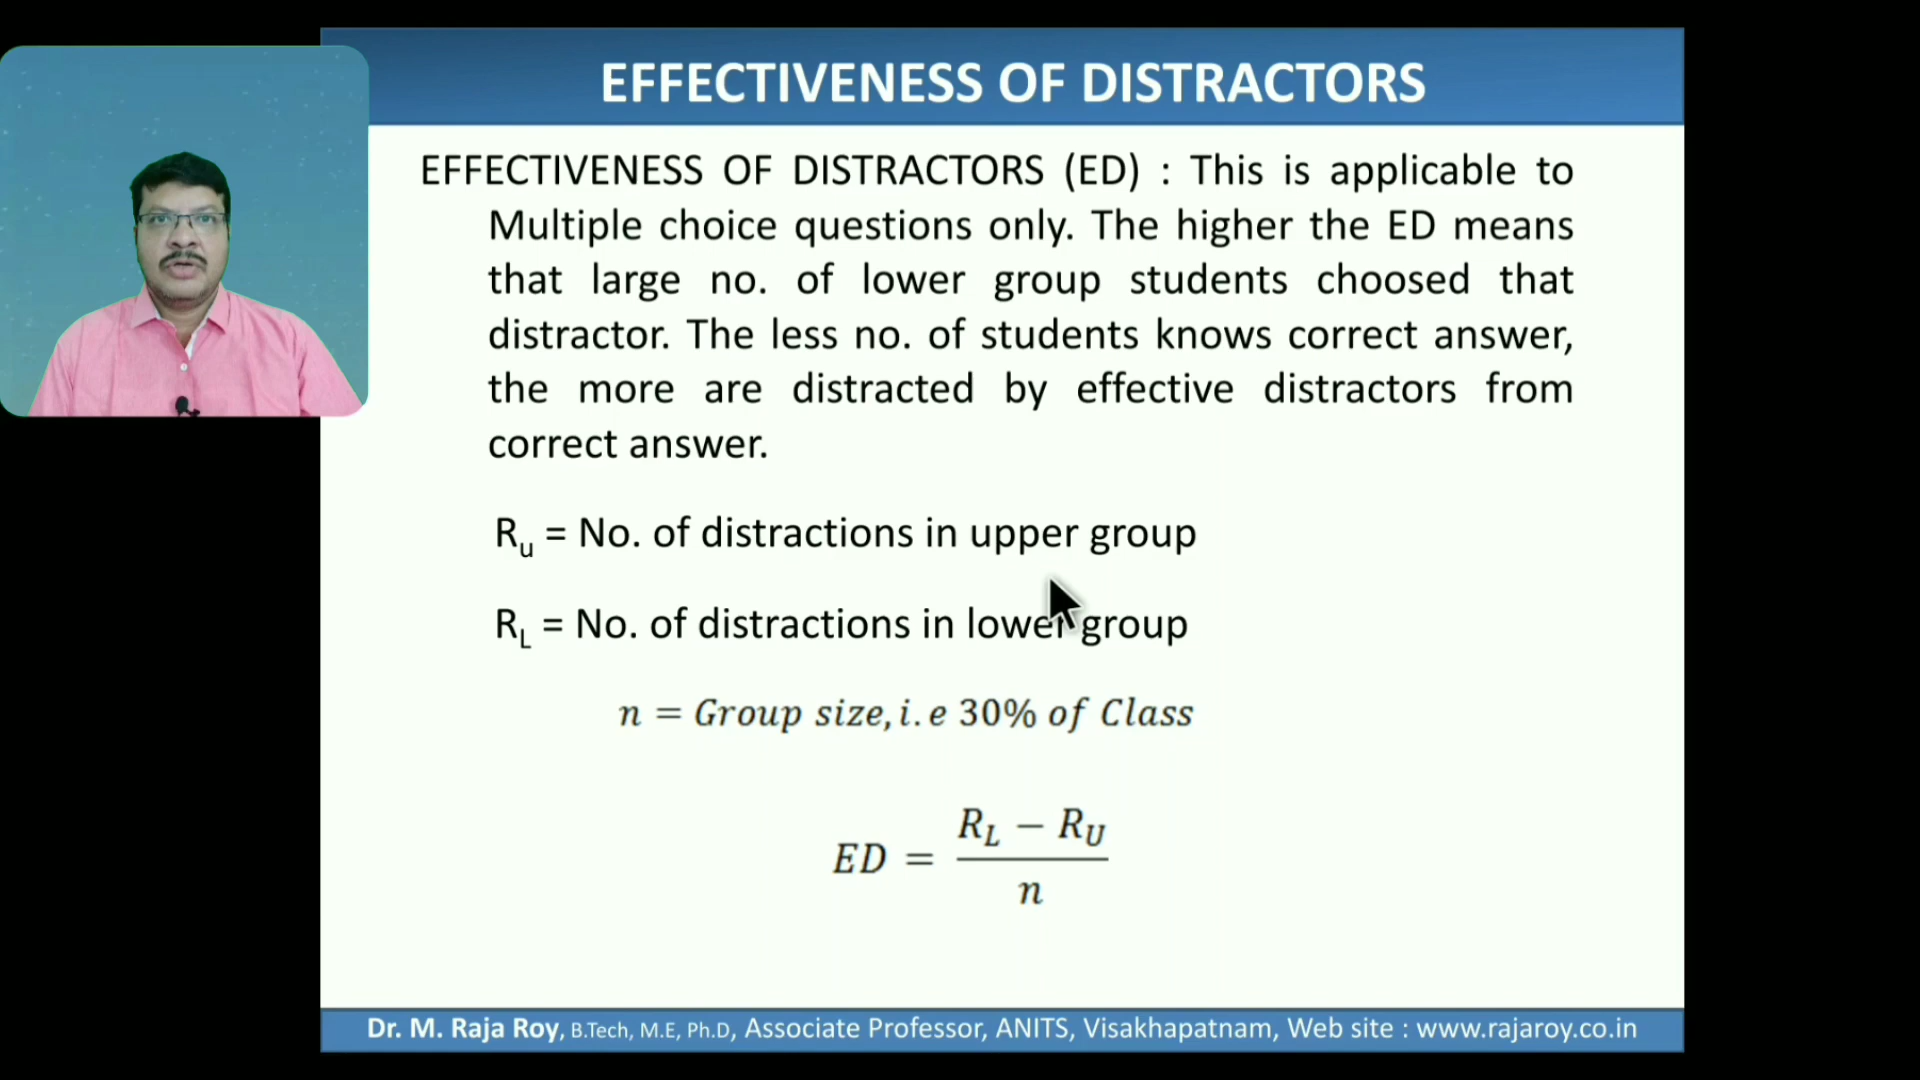 EFFECTIVENESS OF DISTRACTORS
EFFECTIVENESS OF DISTRACTORS (ED) : This is applicable to
Multiple choice questions only. The higher the ED means
that large no. of lower group students choosed that
distractor. The less no. of students knows correct answer,
the more are distracted by effective distractors from
correct answer.
Ru = No. of distractions in upper group
RL = No. of distractions in lower group
n = Group size, i.e 30% of Class
RL − RU
ED =
n
Dr. M. Raja Roy, B.Tech, M.E, Ph.D, Associate Professor, ANITS, Visakhapatnam, Web site : www.rajaroy.co.in